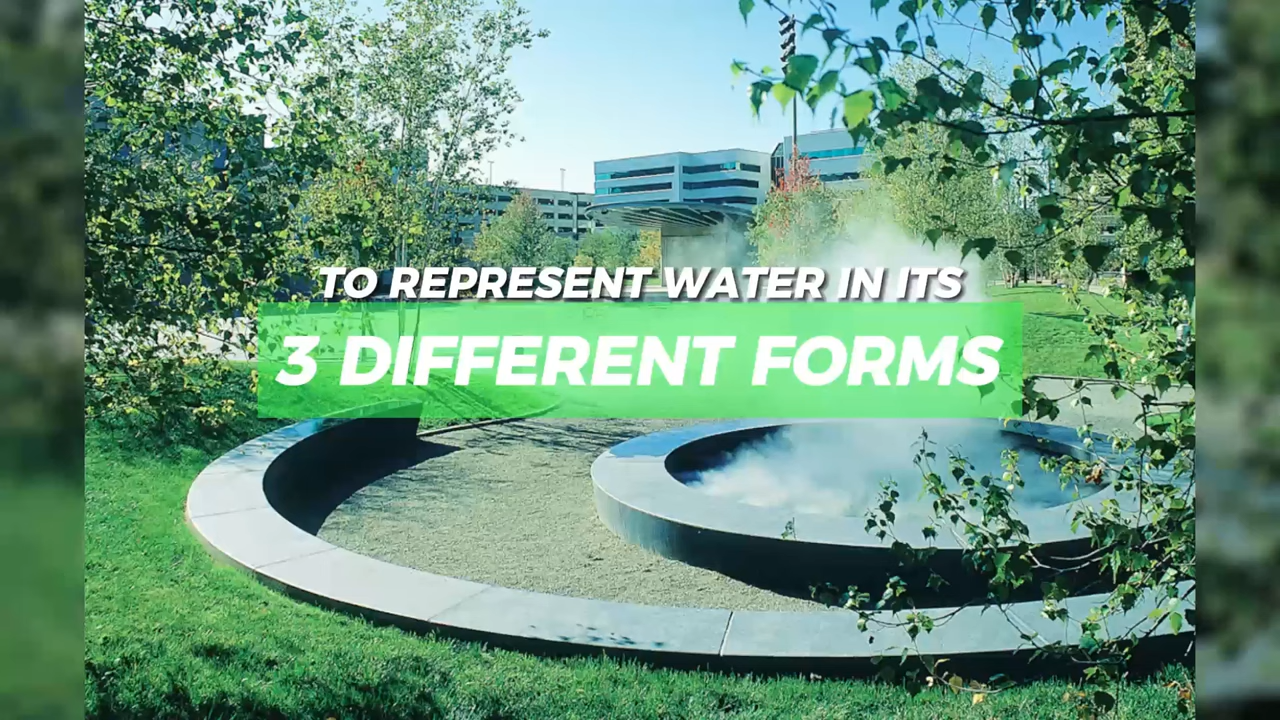 TO REPRESENT WATER IN ITS
3 DIFFERENT FORMS